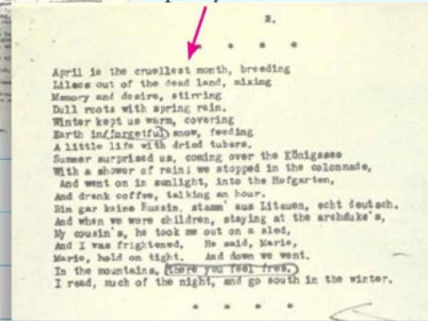 2.
* * * *
April is the cruellest month, breeding
Lilacs out of the dead land, mixing
Memory and desire, stirring
Dull roots with spring rain.
Winter kept us warm, covering
Earth in forgetful snow, feeding
A little life with dried tubers.
Summer surprised us, coming over the Königssee
With a shower of rain; we stopped in the colonnade,
And went on in sunlight, into the Hofgarten,
And drank coffee, talking an hour.
Bin gar keine Russin, stamm' aus Litauen, echt deutsch.
And when we were children, staying at the archduke's,
My cousin's, he took me out on a sled,
And I was frightened. He said, Marie,
Marie, hold on tight. And down we went.
In the mountains, there you feel free.
I read, much of the night, and go south in the winter.
* * * *